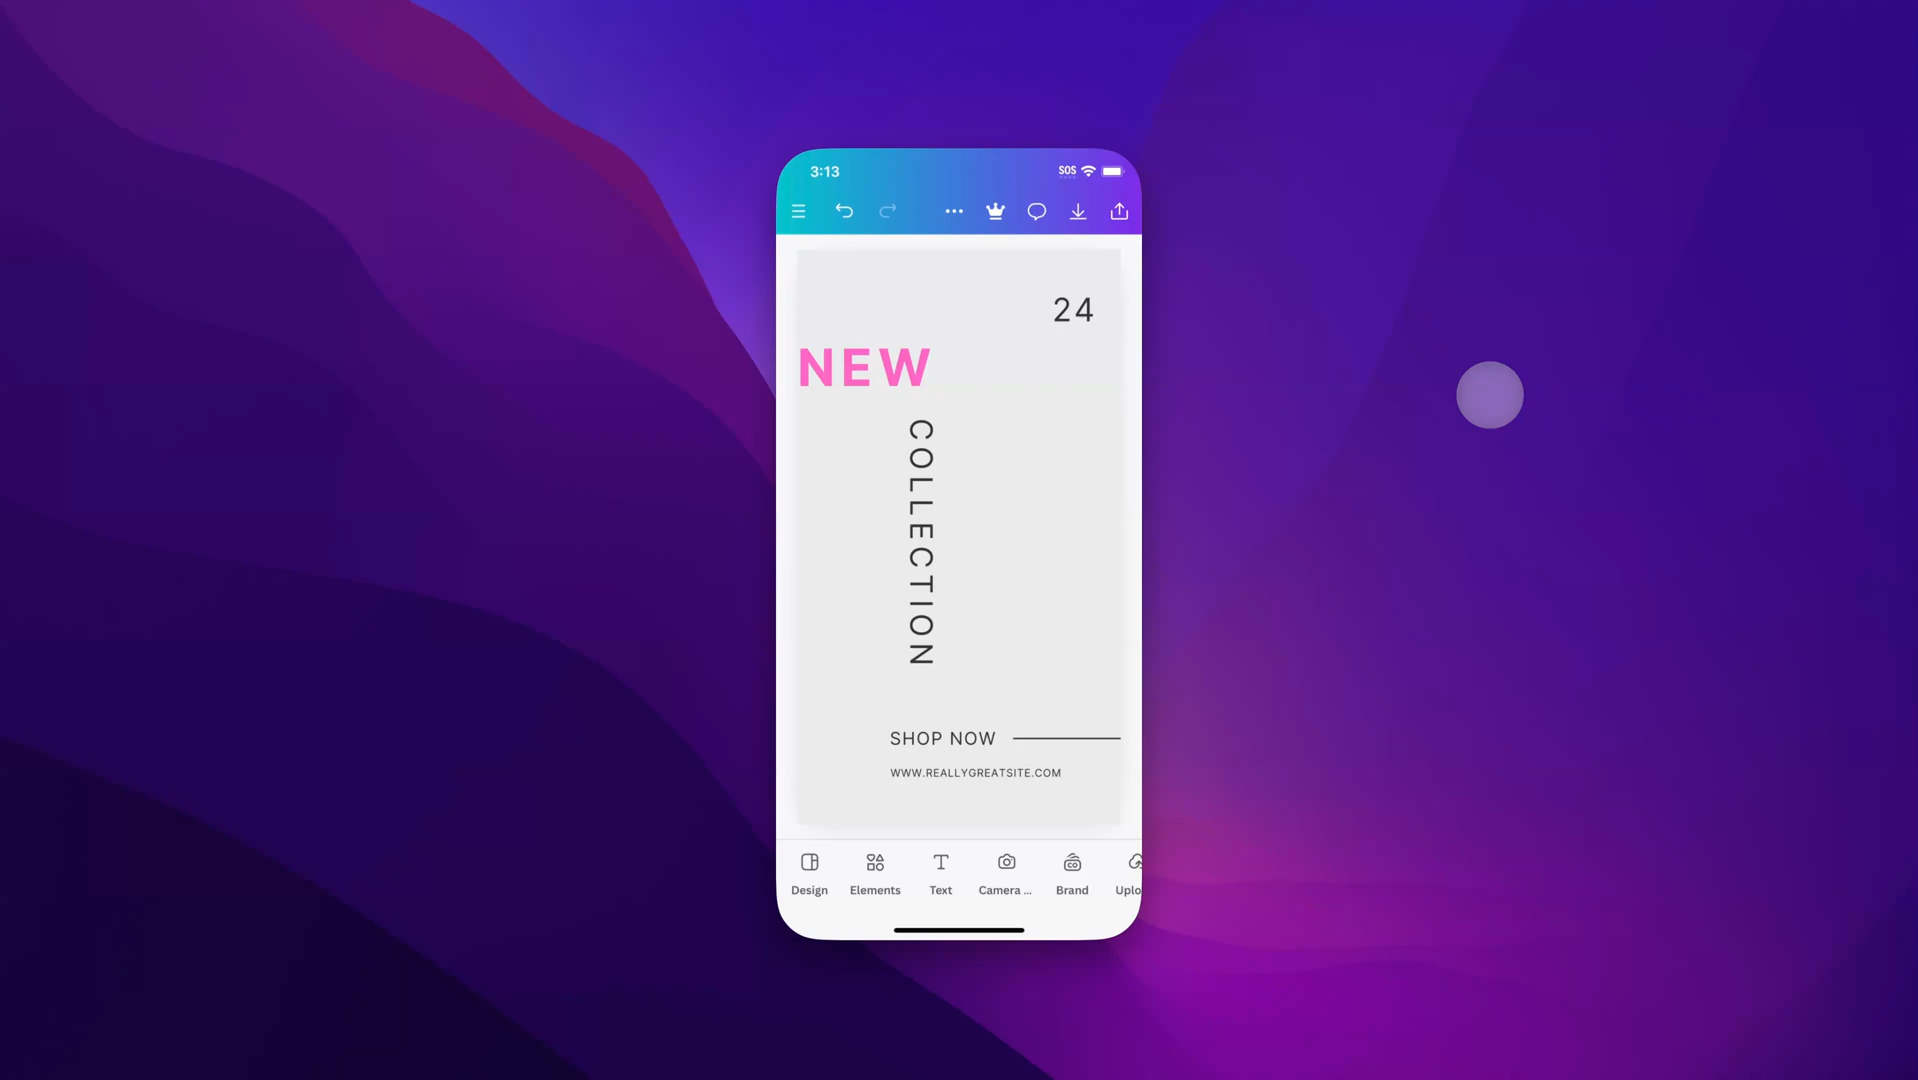 3:13
SOS
24
NEW
COLLECTION
SHOP NOW
WWW.REALLYGREATSITE.COM
Design Elements Text Camera ... Brand Uplo